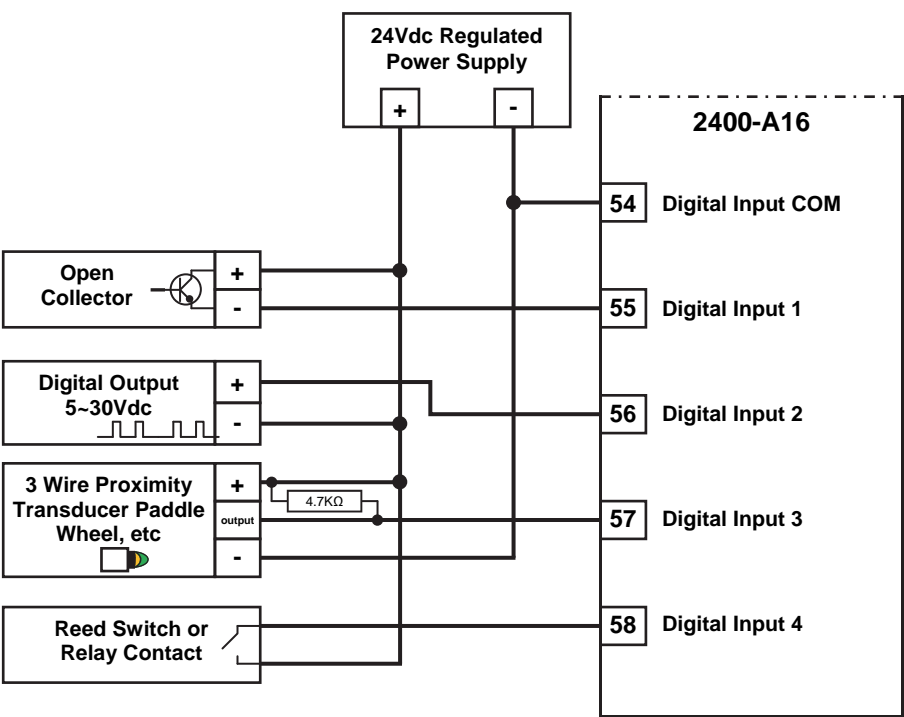 24Vdc Regulated
Power Supply
+
-
2400-A16
54 Digital Input COM
Open
Collector
+
-
55 Digital Input 1
Digital Output
5~30Vdc
+
-
56 Digital Input 2
3 Wire Proximity
Transducer Paddle
Wheel, etc
+
output
-
4.7KΩ
57 Digital Input 3
Reed Switch or
Relay Contact
58 Digital Input 4